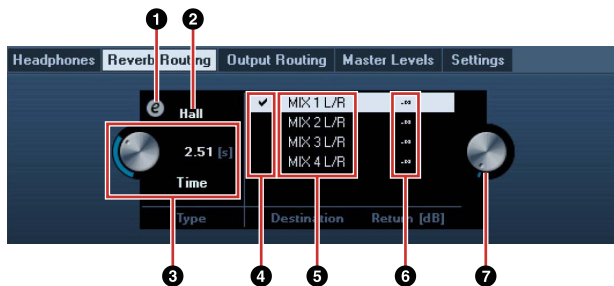 1 2
Headphones Reverb Routing Output Routing Master Levels Settings
e Hall ✔ MIX 1 L/R -∞
MIX 2 L/R -∞
2.51 [s] MIX 3 L/R -∞
MIX 4 L/R -∞
Time
Type Destination Return [dB]
3 4 5 6 7